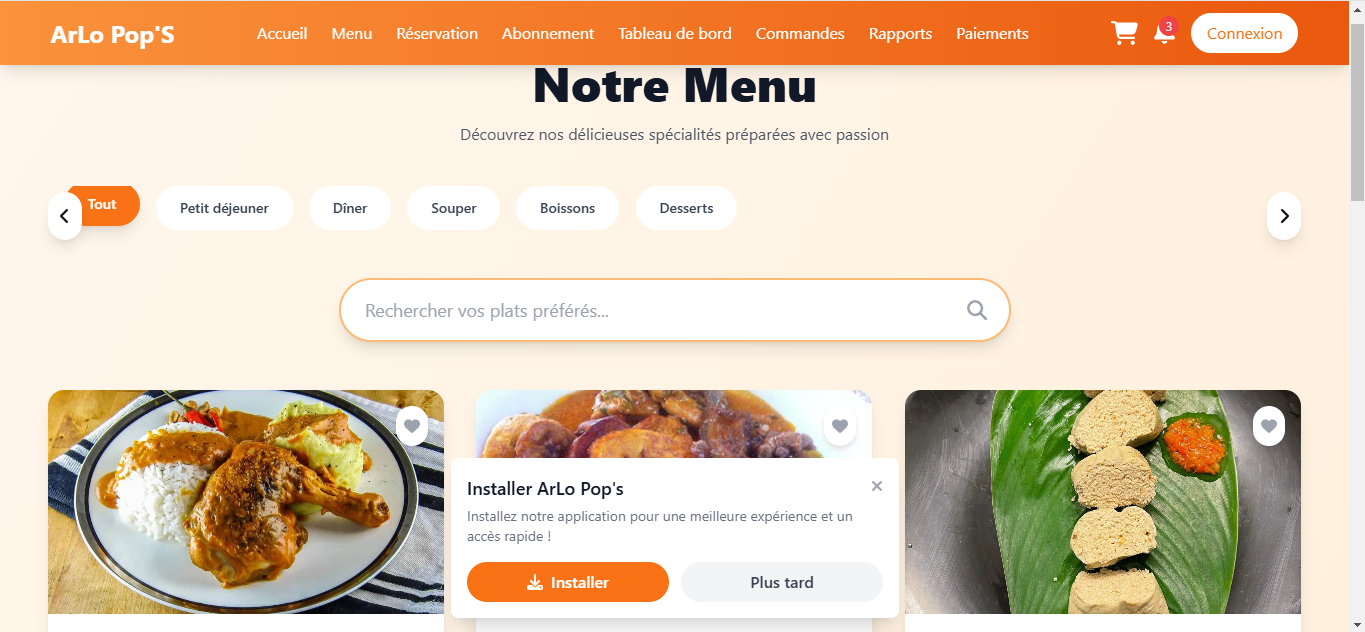 ArLo Pop'S
Accueil Menu Réservation Abonnement Tableau de bord Commandes Rapports Paiements
3
Connexion
Notre Menu
Découvrez nos délicieuses spécialités préparées avec passion
Tout Petit déjeuner Dîner Souper Boissons Desserts
Rechercher vos plats préférés...
Installer ArLo Pop's
Installez notre application pour une meilleure expérience et un
accès rapide !
Installer Plus tard